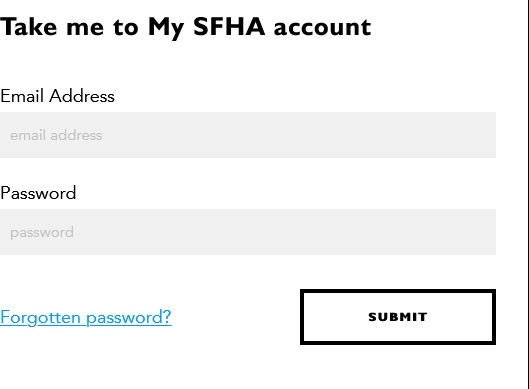 Take me to My SFHA account
Email Address
email address
Password
password
Forgotten password?
SUBMIT